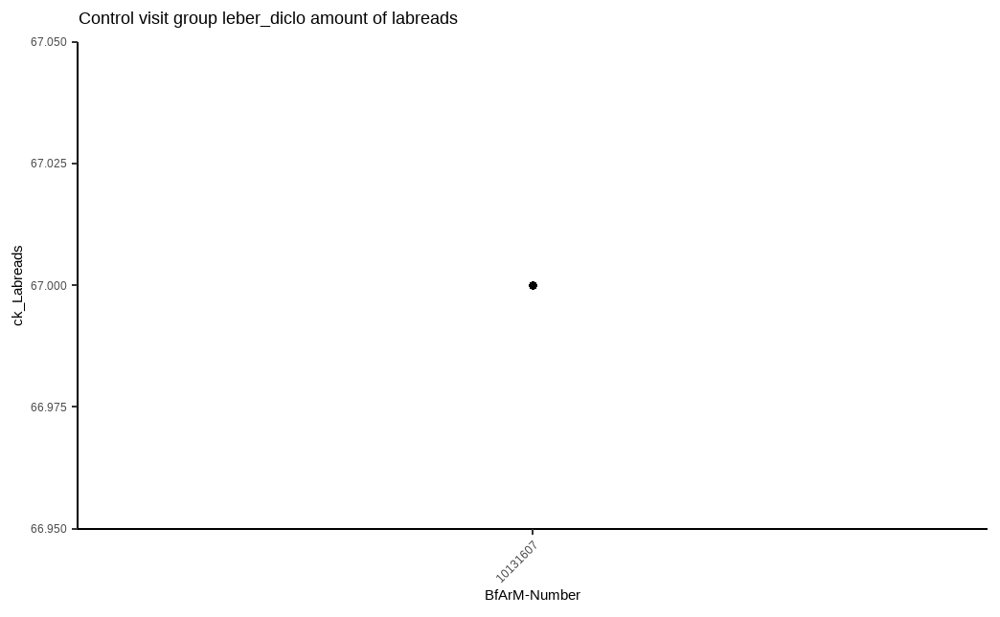 Control visit group leber_diclo amount of labreads
67.050
67.025
67.000
66.975
66.950
ck_Labreads
10131607
BfArM-Number